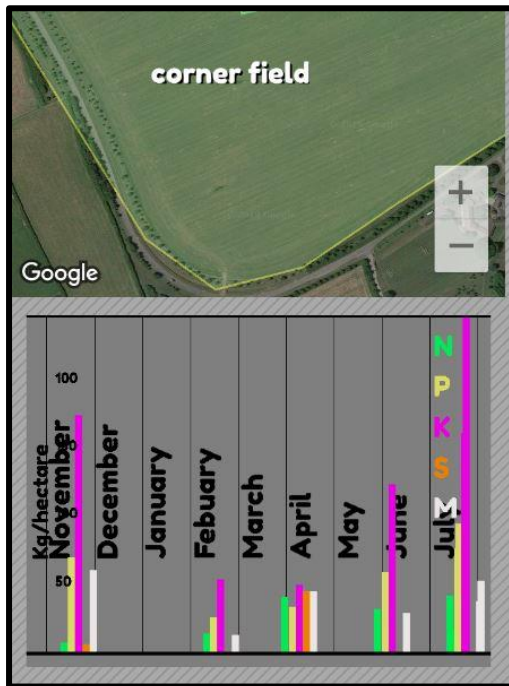 corner field
+
−
Google
N
P
K
S
M
100
50
Kg/hectare
November
December
January
Febuary
March
April
May
June
July